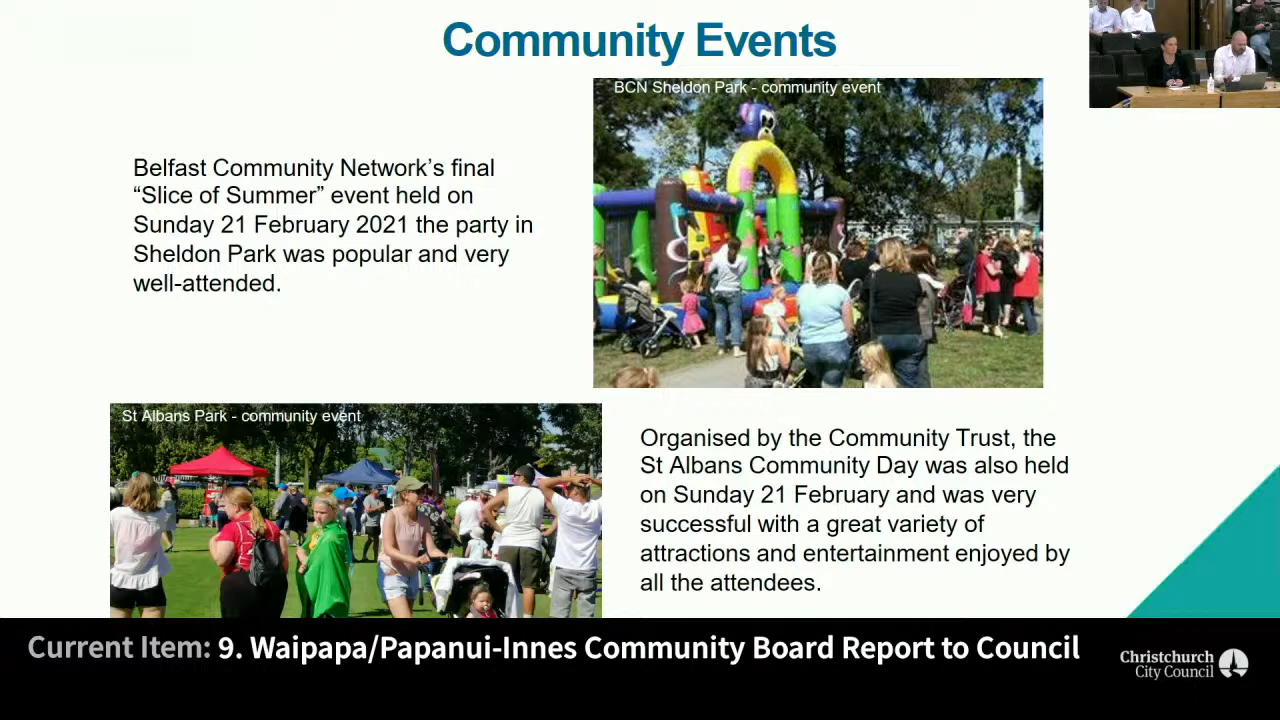 Community Events
BCN Sheldon Park - community event
Belfast Community Network’s final
“Slice of Summer” event held on
Sunday 21 February 2021 the party in
Sheldon Park was popular and very
well-attended.
St Albans Park - community event
Organised by the Community Trust, the
St Albans Community Day was also held
on Sunday 21 February and was very
successful with a great variety of
attractions and entertainment enjoyed by
all the attendees.
Current Item: 9. Waipapa/Papanui-Innes Community Board Report to Council
Christchurch
City Council